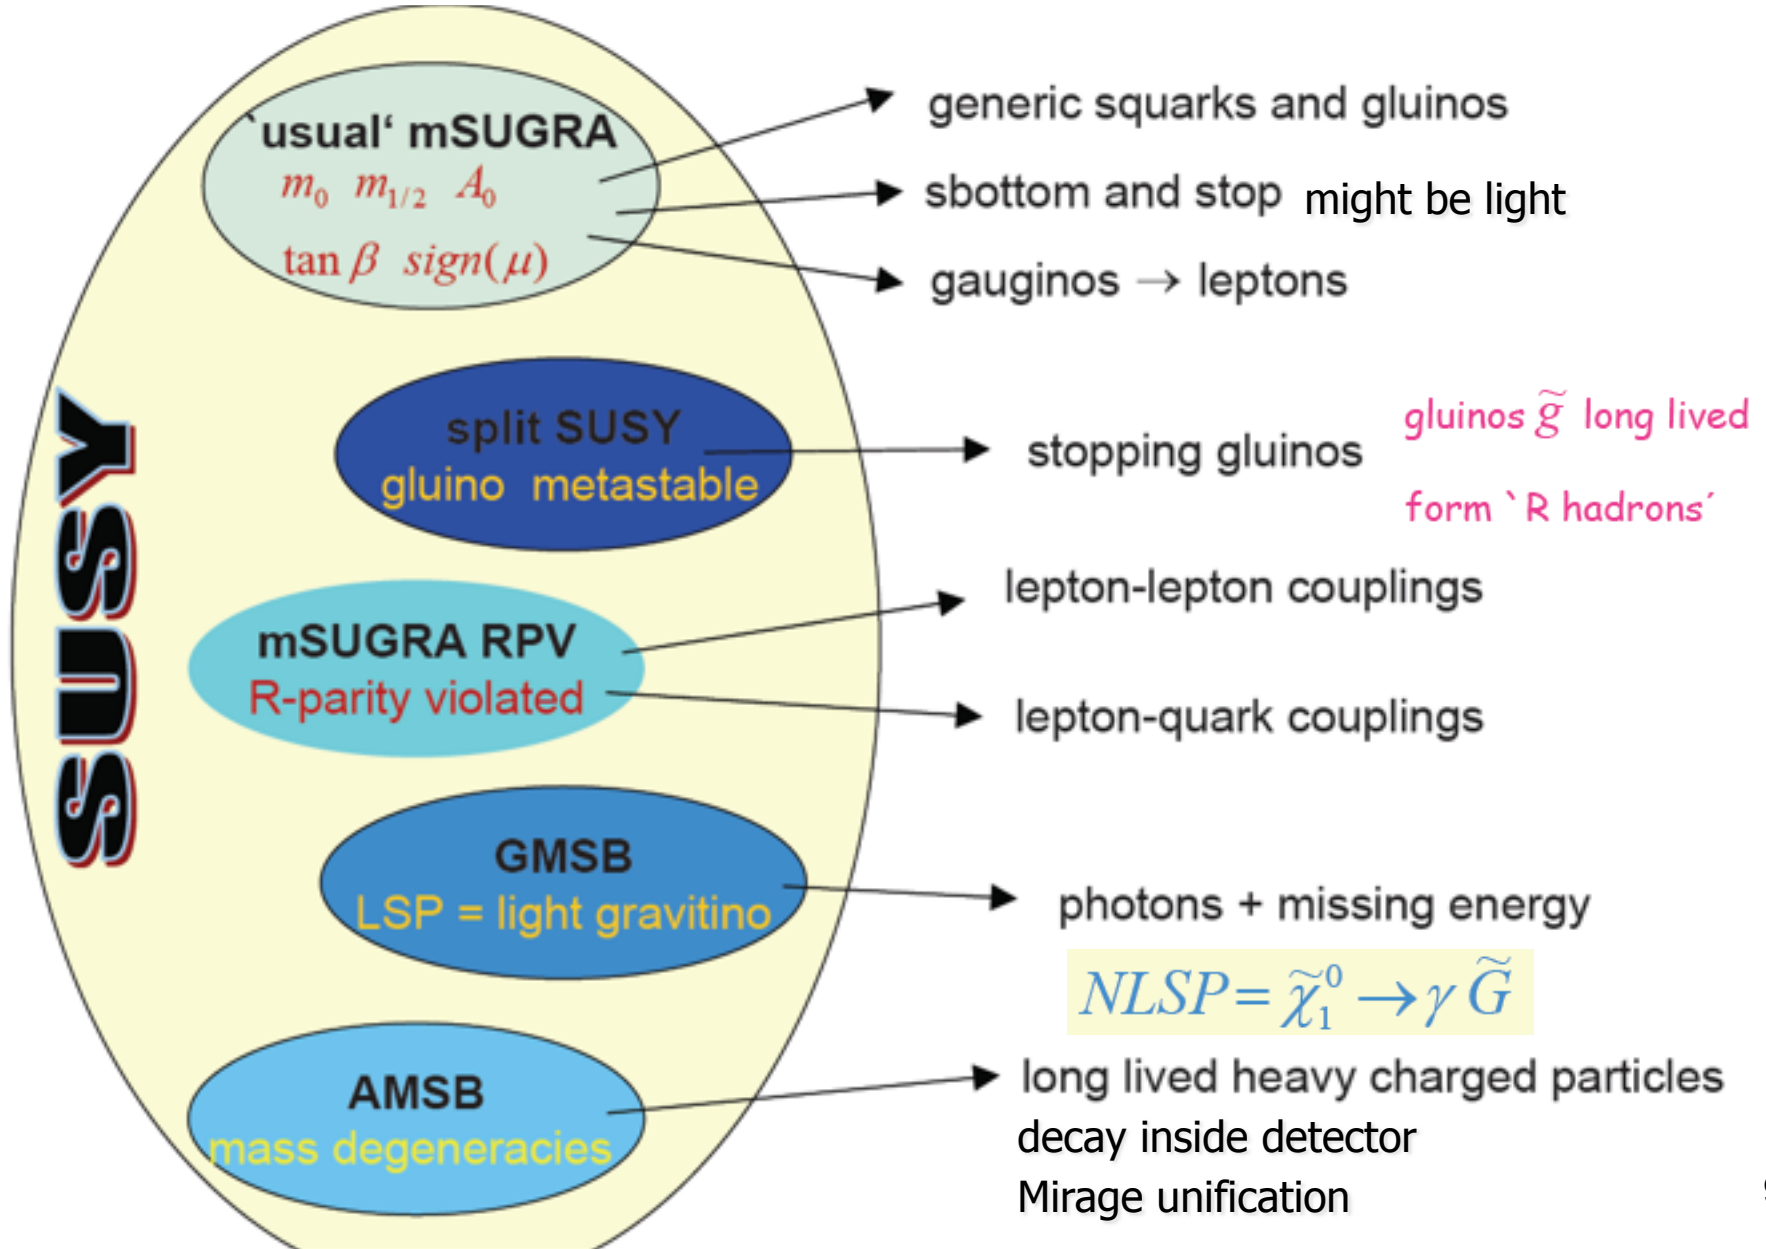 SUSY
`usual‘ mSUGRA
m₀ m₁/₂ A₀
tan β sign(μ)
generic squarks and gluinos
sbottom and stop might be light
gauginos → leptons
split SUSY
gluino metastable
stopping gluinos
gluinos g̃ long lived
form `R hadrons´
mSUGRA RPV
R-parity violated
lepton-lepton couplings
lepton-quark couplings
GMSB
LSP = light gravitino
photons + missing energy
NLSP = χ̃₁⁰ → γ G̃
AMSB
mass degeneracies
long lived heavy charged particles
decay inside detector
Mirage unification